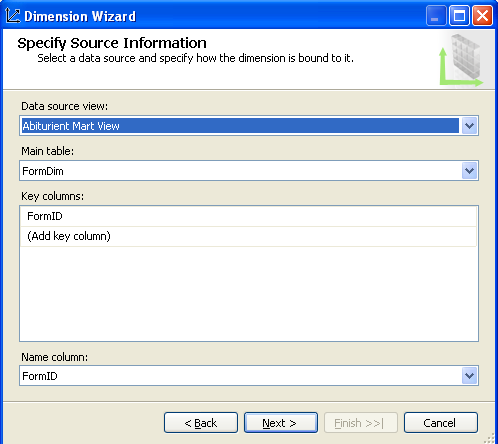 Dimension Wizard
Specify Source Information
Select a data source and specify how the dimension is bound to it.
Data source view:
Abiturient Mart View
Main table:
FormDim
Key columns:
FormID
(Add key column)
Name column:
FormID
< Back
Next >
Finish >>|
Cancel